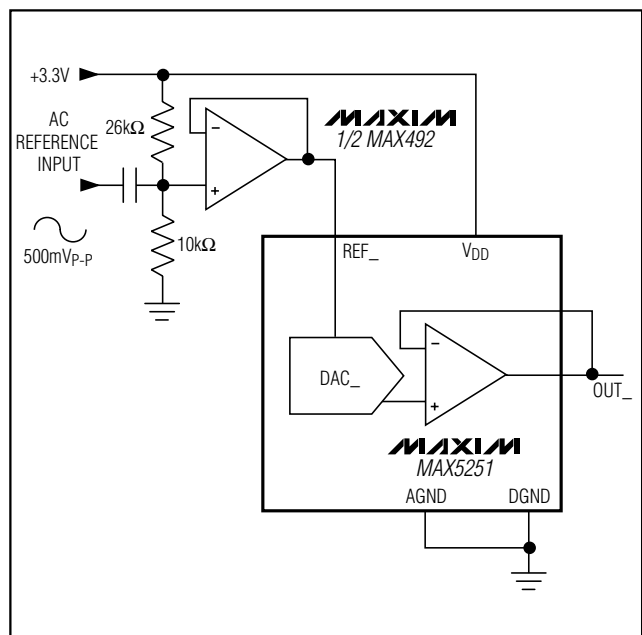 +3.3V
AC
REFERENCE
INPUT
26kΩ
MAXIM
1/2 MAX492
−
+
10kΩ
500mVP-P
REF_
VDD
DAC_
−
+
OUT_
MAXIM
MAX5251
AGND
DGND